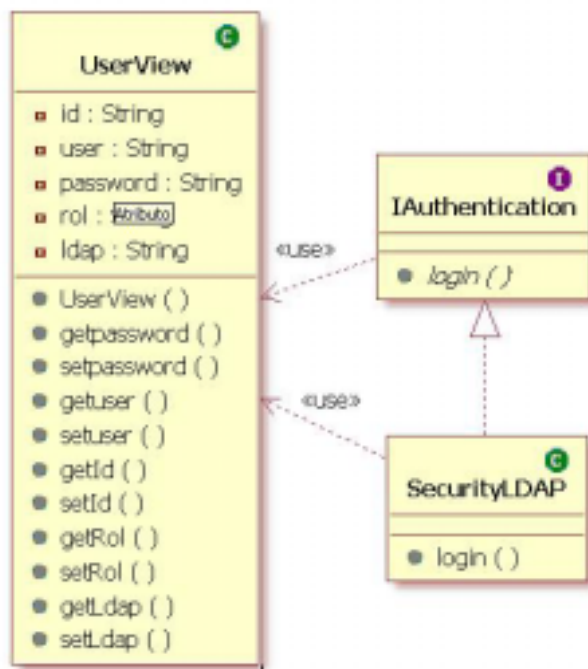 C
UserView
id : String
user : String
password : String
rol : Atributo
ldap : String
UserView ( )
getpassword ( )
setpassword ( )
getuser ( )
setuser ( )
getId ( )
setId ( )
getRol ( )
setRol ( )
getLdap ( )
setLdap ( )
«use»
«use»
I
IAuthentication
login ( )
C
SecurityLDAP
login ( )